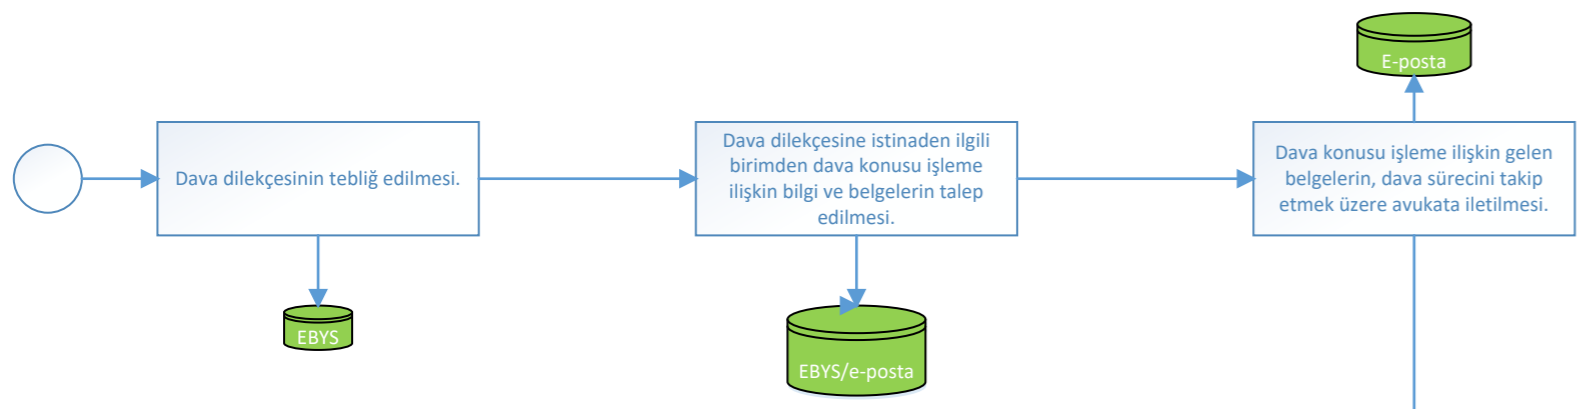 E-posta
Dava dilekçesinin tebliğ edilmesi.
Dava dilekçesine istinaden ilgili
birimden dava konusu işleme
ilişkin bilgi ve belgelerin talep
edilmesi.
Dava konusu işleme ilişkin gelen
belgelerin, dava sürecini takip
etmek üzere avukata iletilmesi.
EBYS
EBYS/e-posta